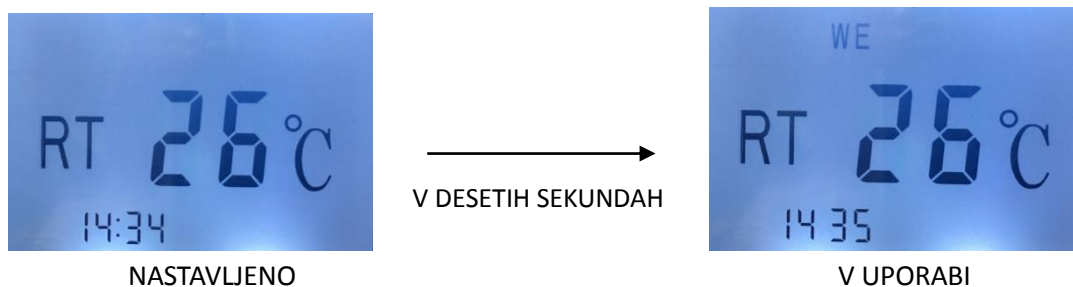 RT 26°C
14:34
NASTAVLJENO
V DESETIH SEKUNDAH
WE
RT 26°C
14 35
V UPORABI